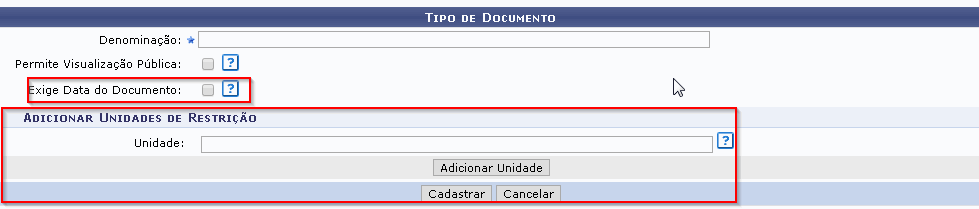 Tipo de Documento
Denominação:
Permite Visualização Pública: ?
Exige Data do Documento: ?
Adicionar Unidades de Restrição
Unidade: ?
Adicionar Unidade
Cadastrar Cancelar